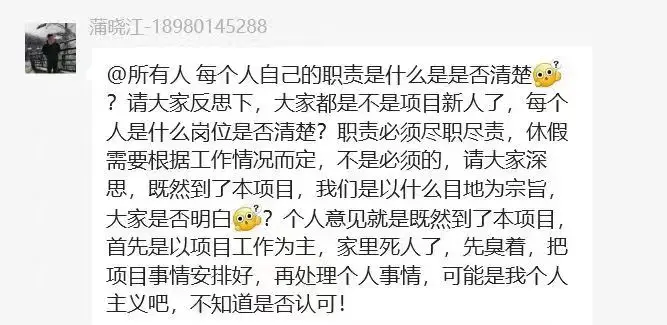 蒲晓江-18980145288
@所有人 每个人自己的职责是什么是是否清楚
？请大家反思下，大家都是不是项目新人了，每个
人是什么岗位是否清楚？职责必须尽职尽责，休假
需要根据工作情况而定，不是必须的，请大家深
思，既然到了本项目，我们是以什么目地为宗旨，
大家是否明白？个人意见就是既然到了本项目，
首先是以项目工作为主，家里死人了，先臭着，把
项目事情安排好，再处理个人事情，可能是我个人
主义吧，不知道是否认可！